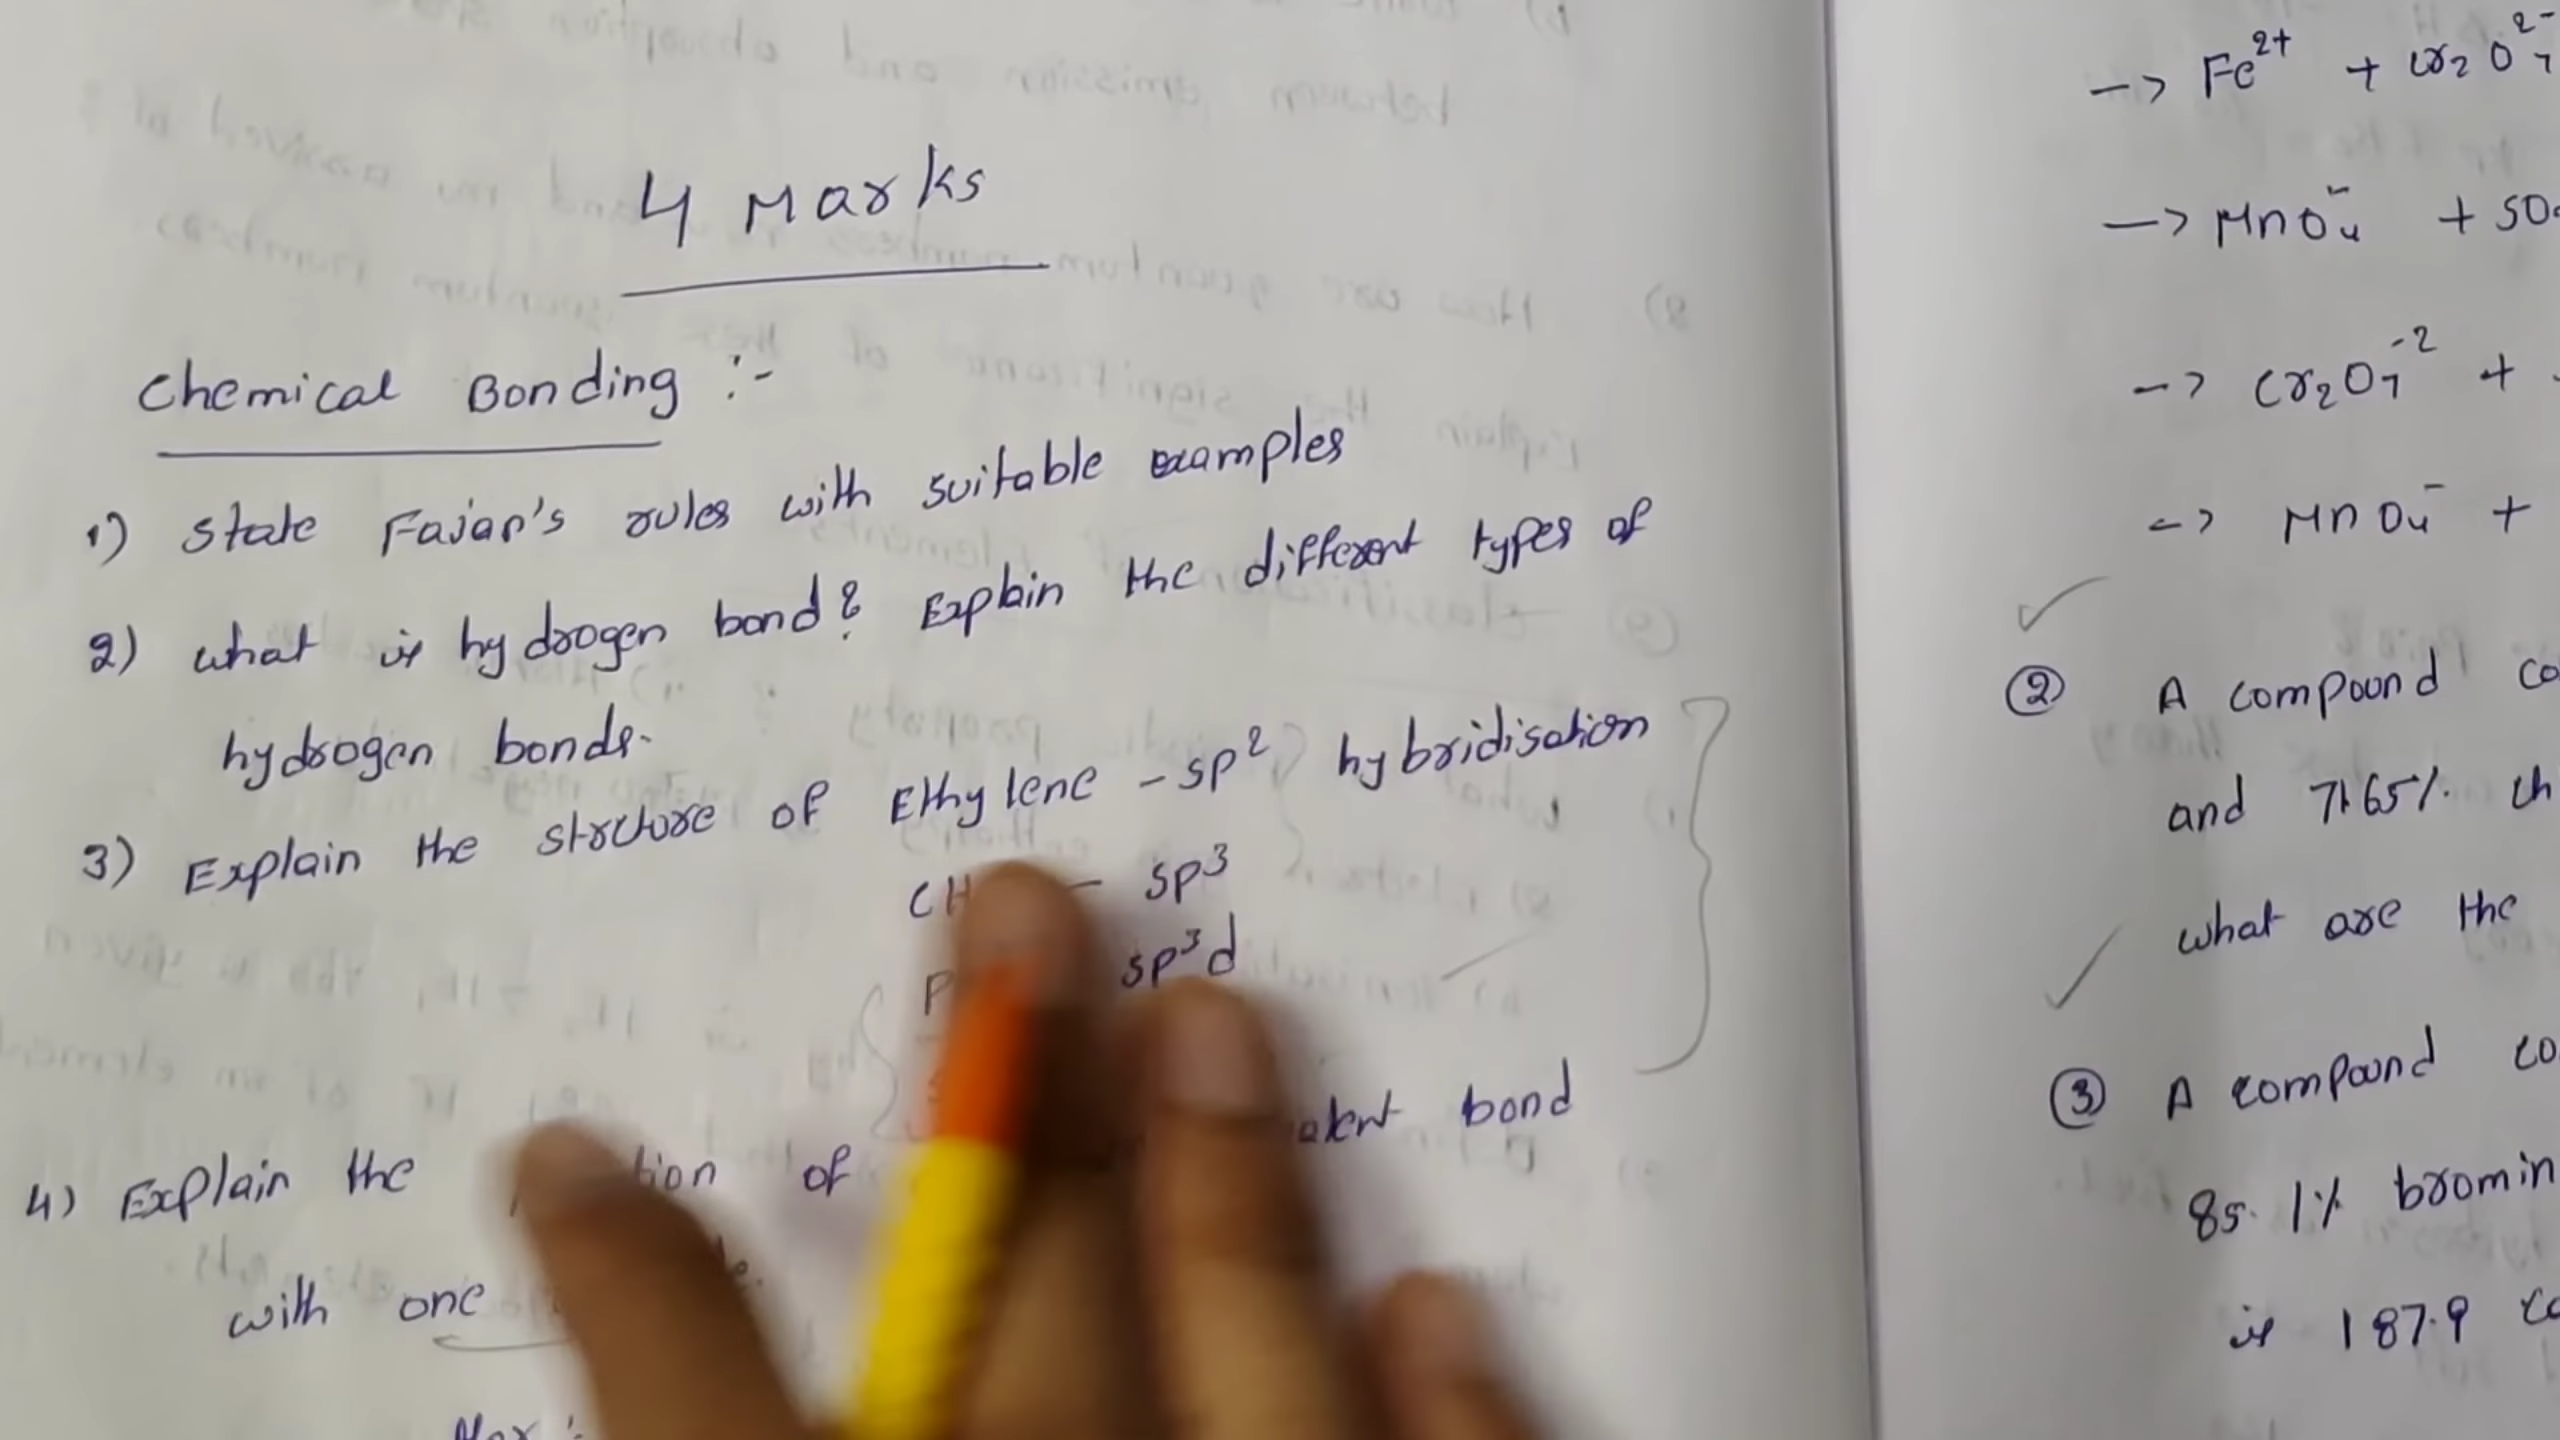 4 Marks
Chemical Bonding :-
1) State Fajan's rules with suitable examples
2) what is hydrogen bond? Explain the different types of
hydrogen bonds.
3) Explain the strcture of Ethylene - sp² hybridisation
CH - sp³
P sp³d
4) Explain the of bond
with one
→ Fe²⁺ + Cr₂O₇²⁻
→ MnO₄⁻ + SO
→ Cr₂O₇⁻² +
→ MnO₄⁻ +
② A compound
and 71.65%
what are the
③ A compound
85.1%
is 187.9